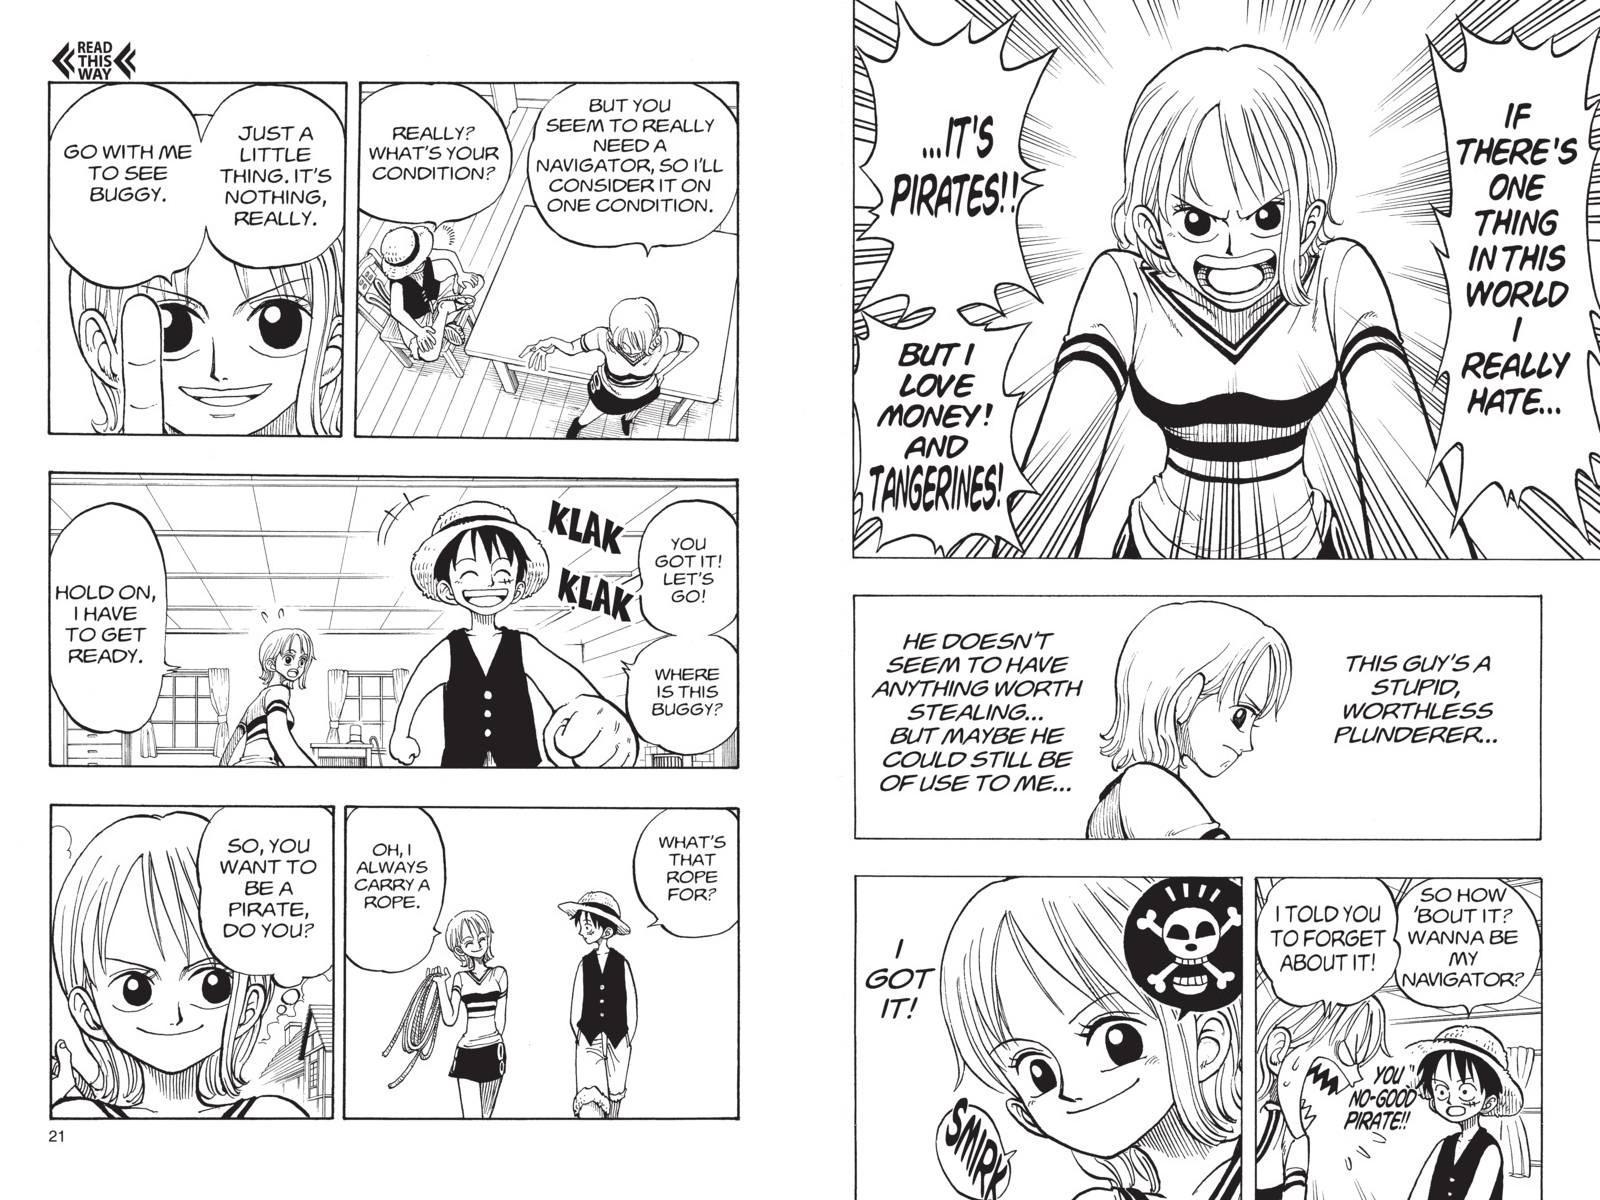 IF
THERE'S
ONE
THING
IN THIS
WORLD
I
REALLY
HATE...
...IT'S
PIRATES!!
BUT I
LOVE
MONEY!
AND
TANGERINES!
THIS GUY'S A
STUPID,
WORTHLESS
PLUNDERER...
HE DOESN'T
SEEM TO HAVE
ANYTHING WORTH
STEALING...
BUT MAYBE HE
COULD STILL BE
OF USE TO ME...
SO HOW
'BOUT IT?
WANNA BE
MY
NAVIGATOR?
I TOLD YOU
TO FORGET
ABOUT IT!
YOU
NO-GOOD
PIRATE!!
I
GOT
IT!
SMIRK
READ
THIS
WAY
BUT YOU
SEEM TO REALLY
NEED A
NAVIGATOR, SO I'LL
CONSIDER IT ON
ONE CONDITION.
REALLY?
WHAT'S YOUR
CONDITION?
JUST A
LITTLE
THING. IT'S
NOTHING,
REALLY.
GO WITH ME
TO SEE
BUGGY.
YOU
GOT IT!
LET'S
GO!
WHERE
IS THIS
BUGGY?
KLAK
KLAK
HOLD ON,
I HAVE
TO GET
READY.
WHAT'S
THAT
ROPE
FOR?
OH, I
ALWAYS
CARRY A
ROPE.
SO, YOU
WANT TO
BE A
PIRATE,
DO YOU?
21